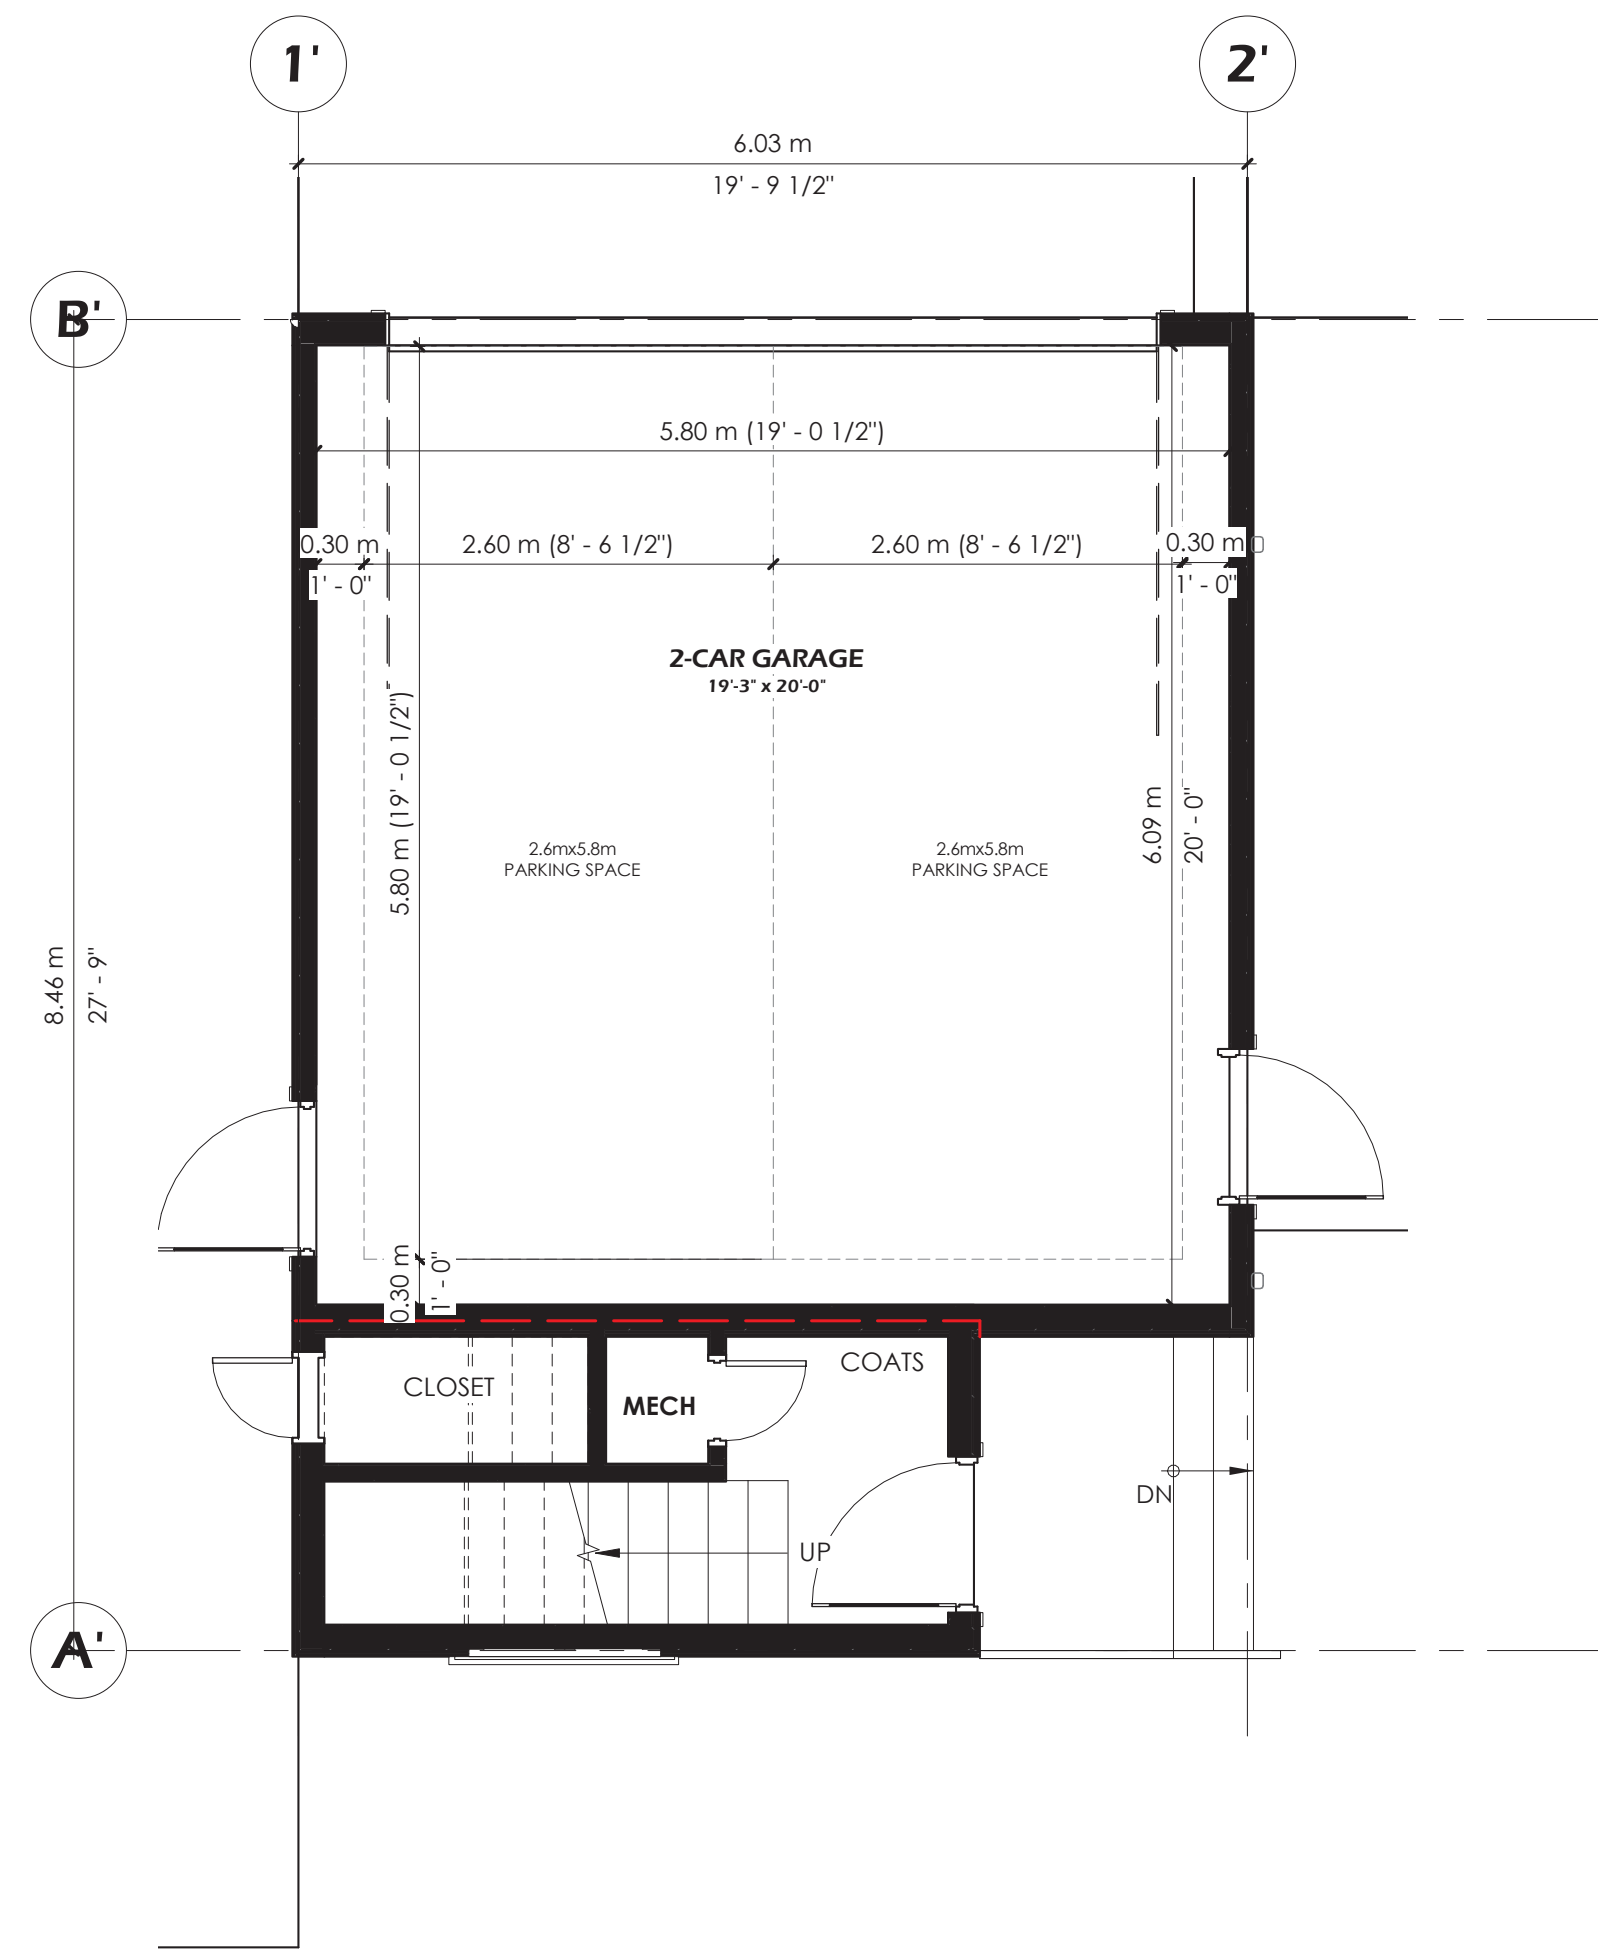 1' 2'
6.03 m
19' - 9 1/2"
B'
5.80 m (19' - 0 1/2")
0.30 m 2.60 m (8' - 6 1/2") 2.60 m (8' - 6 1/2") 0.30 m
1' - 0" 1' - 0"
2-CAR GARAGE
19'-3" x 20'-0"
5.80 m (19' - 0 1/2")
6.09 m
20' - 0"
2.6mx5.8m
PARKING SPACE
2.6mx5.8m
PARKING SPACE
8.46 m
27' - 9"
0.30 m
1' - 0"
COATS
CLOSET
MECH
DN
UP
A'